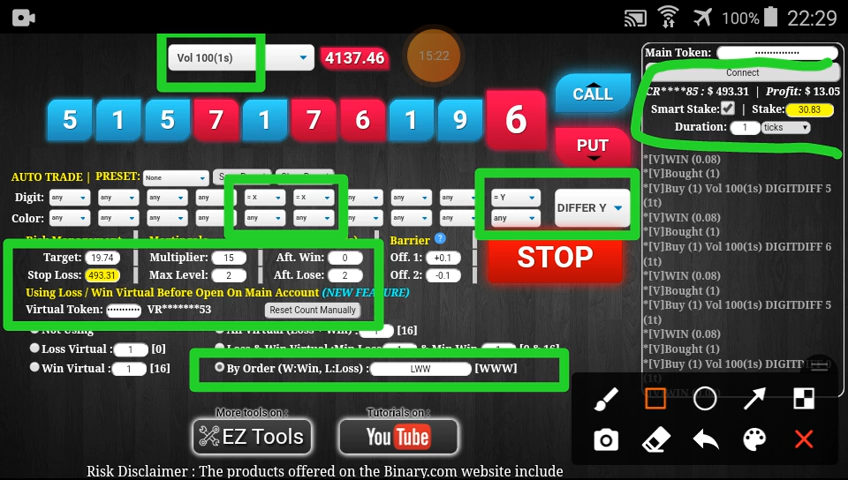 100% 22:29
Vol 100(1s) 4137.46 15:22
Main Token: ••••••••••••••
Connect
CR****85 : $ 493.31 | Profit: $ 13.05
Smart Stake: | Stake: 30.83
Duration: 1 ticks
5 1 5 7 1 7 6 1 9 6
CALL
PUT
AUTO TRADE | PRESET: None
Digit: any any any = X = X any any = Y
Color: any any any any any any any any
DIFFER Y
Barrier ?
Target: 19.74 Multiplier: 15 Aft. Win: 0 Off. 1: +0.1
Stop Loss: 493.31 Max Level: 2 Aft. Lose: 2 Off. 2: -0.1
STOP
Using Loss / Win Virtual Before Open On Main Account (NEW FEATURE)
Virtual Token: ••••••••••• VR*******53 Reset Count Manually
Not Using [16]
Loss Virtual : 1 [0]
Win Virtual : 1 [16] By Order (W:Win, L:Loss) : LWW [WWW]
*[V]WIN (0.08)
*[V]Bought (1)
*[V]Buy (1) Vol 100(1s) DIGITDIFF 5
(1t)
*[V]WIN (0.08)
*[V]Bought (1)
*[V]Buy (1) Vol 100(1s) DIGITDIFF 6
(1t)
*[V]WIN (0.08)
*[V]Bought (1)
*[V]Buy (1) Vol 100(1s) DIGITDIFF 5
(1t)
*[V]WIN (0.08)
*[V]Bought (1)
*[V]Buy (1) Vol 100(1s)
More tools on :
EZ Tools
Tutorials on :
YouTube
Risk Disclaimer : The products offered on the Binary.com website include